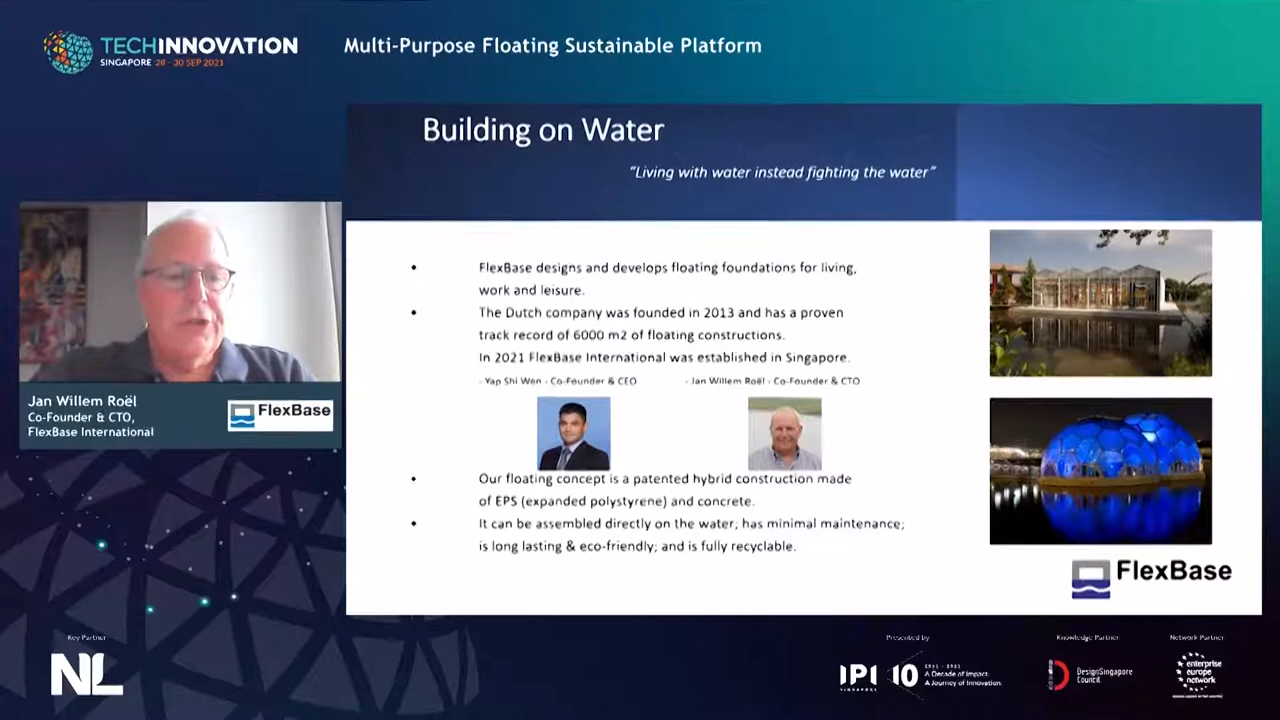 TECHINNOVATION
SINGAPORE 28 - 30 SEP 2021
Multi-Purpose Floating Sustainable Platform
Building on Water
“Living with water instead fighting the water”
• FlexBase designs and develops floating foundations for living,
work and leisure.
• The Dutch company was founded in 2013 and has a proven
track record of 6000 m2 of floating constructions.
In 2021 FlexBase International was established in Singapore.
- Yap Shi Wen - Co-Founder & CEO
- Jan Willem Roël - Co-Founder & CTO
• Our floating concept is a patented hybrid construction made
of EPS (expanded polystyrene) and concrete.
• It can be assembled directly on the water; has minimal maintenance;
is long lasting & eco-friendly; and is fully recyclable.
FlexBase
Jan Willem Roël
Co-Founder & CTO,
FlexBase International
FlexBase
Key Partner
NL
Presented by
IPI
SINGAPORE
10
2011 - 2021
A Decade of Impact.
A Journey of Innovation.
Knowledge Partner
DesignSingapore
Council
Network Partner
enterprise
europe
network